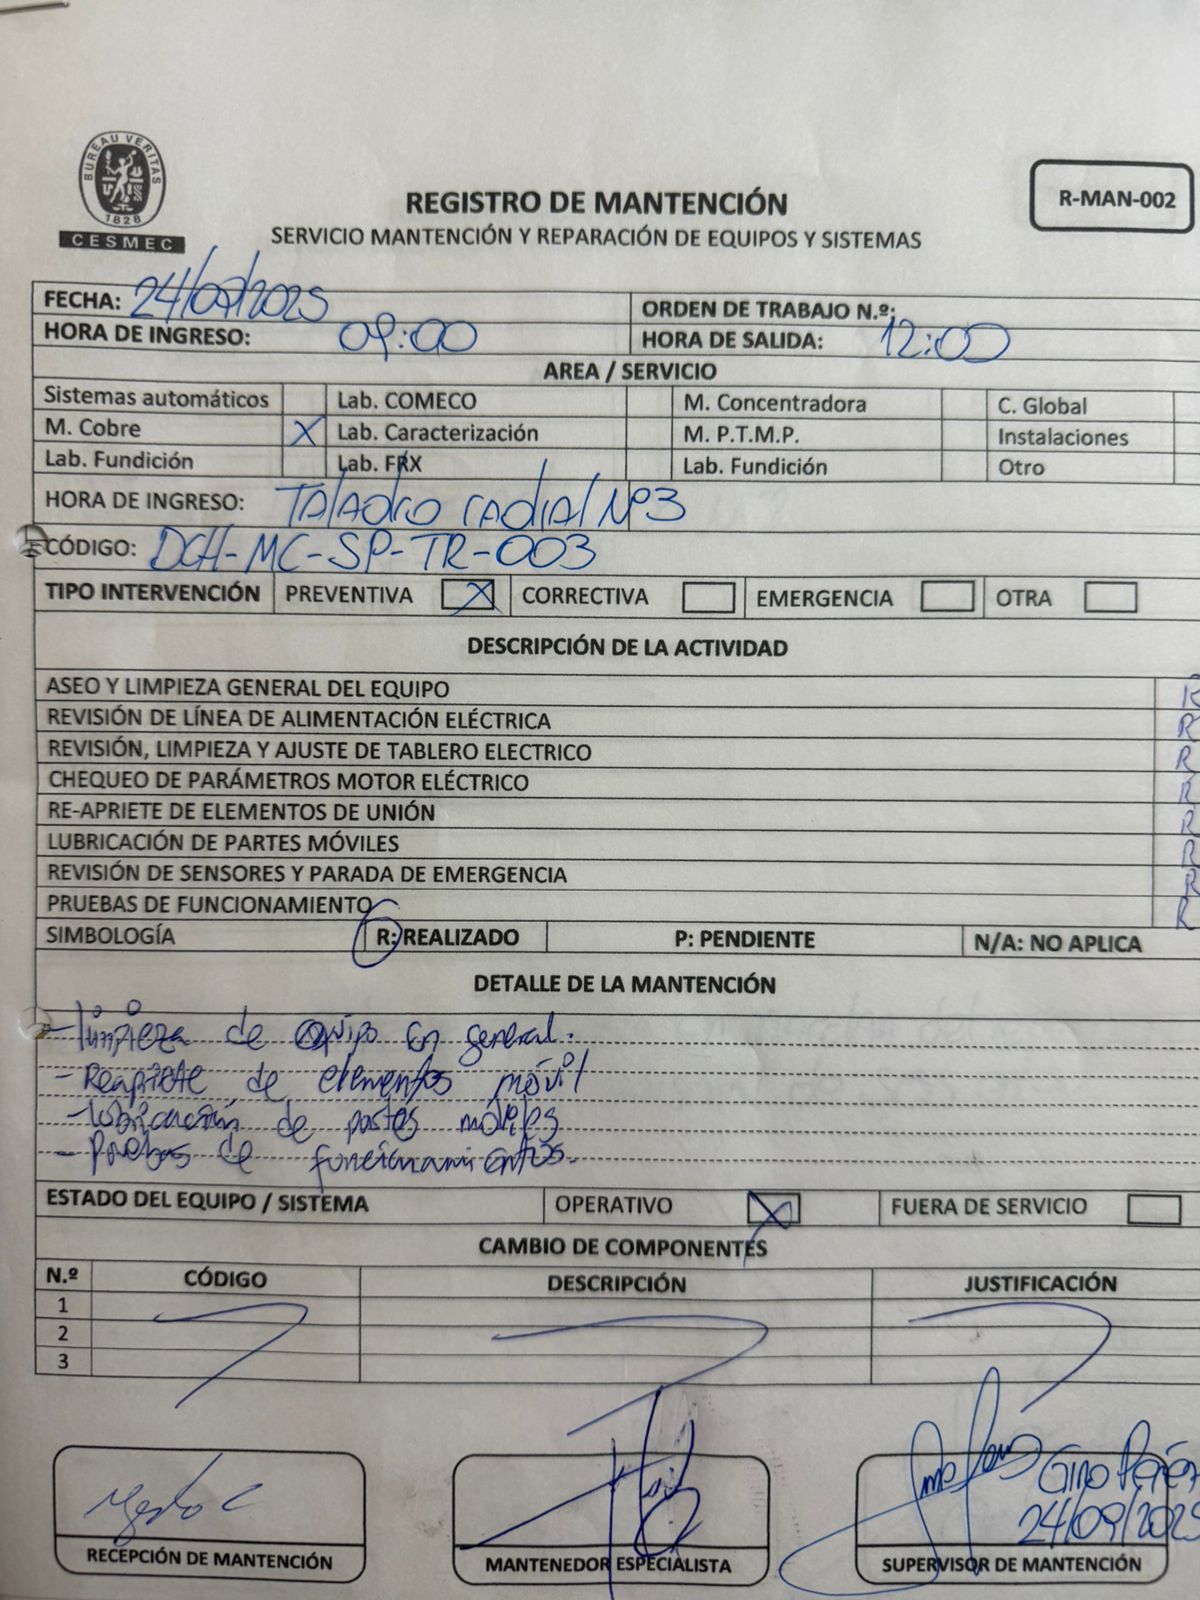 BUREAU VERITAS
1828
CESMEC
REGISTRO DE MANTENCIÓN
SERVICIO MANTENCIÓN Y REPARACIÓN DE EQUIPOS Y SISTEMAS
R-MAN-002
FECHA: 24/09/2025 ORDEN DE TRABAJO N.º:
HORA DE INGRESO: 09:00 HORA DE SALIDA: 12:00
AREA / SERVICIO
Sistemas automáticos Lab. COMECO M. Concentradora C. Global
M. Cobre X Lab. Caracterización M. P.T.M.P. Instalaciones
Lab. Fundición Lab. FRX Lab. Fundición Otro
HORA DE INGRESO: Taladro radial Nº3
CÓDIGO: DCH-MC-SP-TR-003
TIPO INTERVENCIÓN PREVENTIVA X CORRECTIVA EMERGENCIA OTRA
DESCRIPCIÓN DE LA ACTIVIDAD
ASEO Y LIMPIEZA GENERAL DEL EQUIPO R
REVISIÓN DE LÍNEA DE ALIMENTACIÓN ELÉCTRICA R
REVISIÓN, LIMPIEZA Y AJUSTE DE TABLERO ELECTRICO R
CHEQUEO DE PARÁMETROS MOTOR ELÉCTRICO R
RE-APRIETE DE ELEMENTOS DE UNIÓN R
LUBRICACIÓN DE PARTES MÓVILES R
REVISIÓN DE SENSORES Y PARADA DE EMERGENCIA R
PRUEBAS DE FUNCIONAMIENTO R
SIMBOLOGÍA R: REALIZADO P: PENDIENTE N/A: NO APLICA
DETALLE DE LA MANTENCIÓN
- limpieza de equipo en general.
- Reapriete de elementos móvil
- lubricación de partes móviles
- Pruebas de funcionamientos.
ESTADO DEL EQUIPO / SISTEMA OPERATIVO X FUERA DE SERVICIO
CAMBIO DE COMPONENTES
N.º CÓDIGO DESCRIPCIÓN JUSTIFICACIÓN
1
2
3
Gino Pérez
24/09/2025
RECEPCIÓN DE MANTENCIÓN MANTENEDOR ESPECIALISTA SUPERVISOR DE MANTENCIÓN